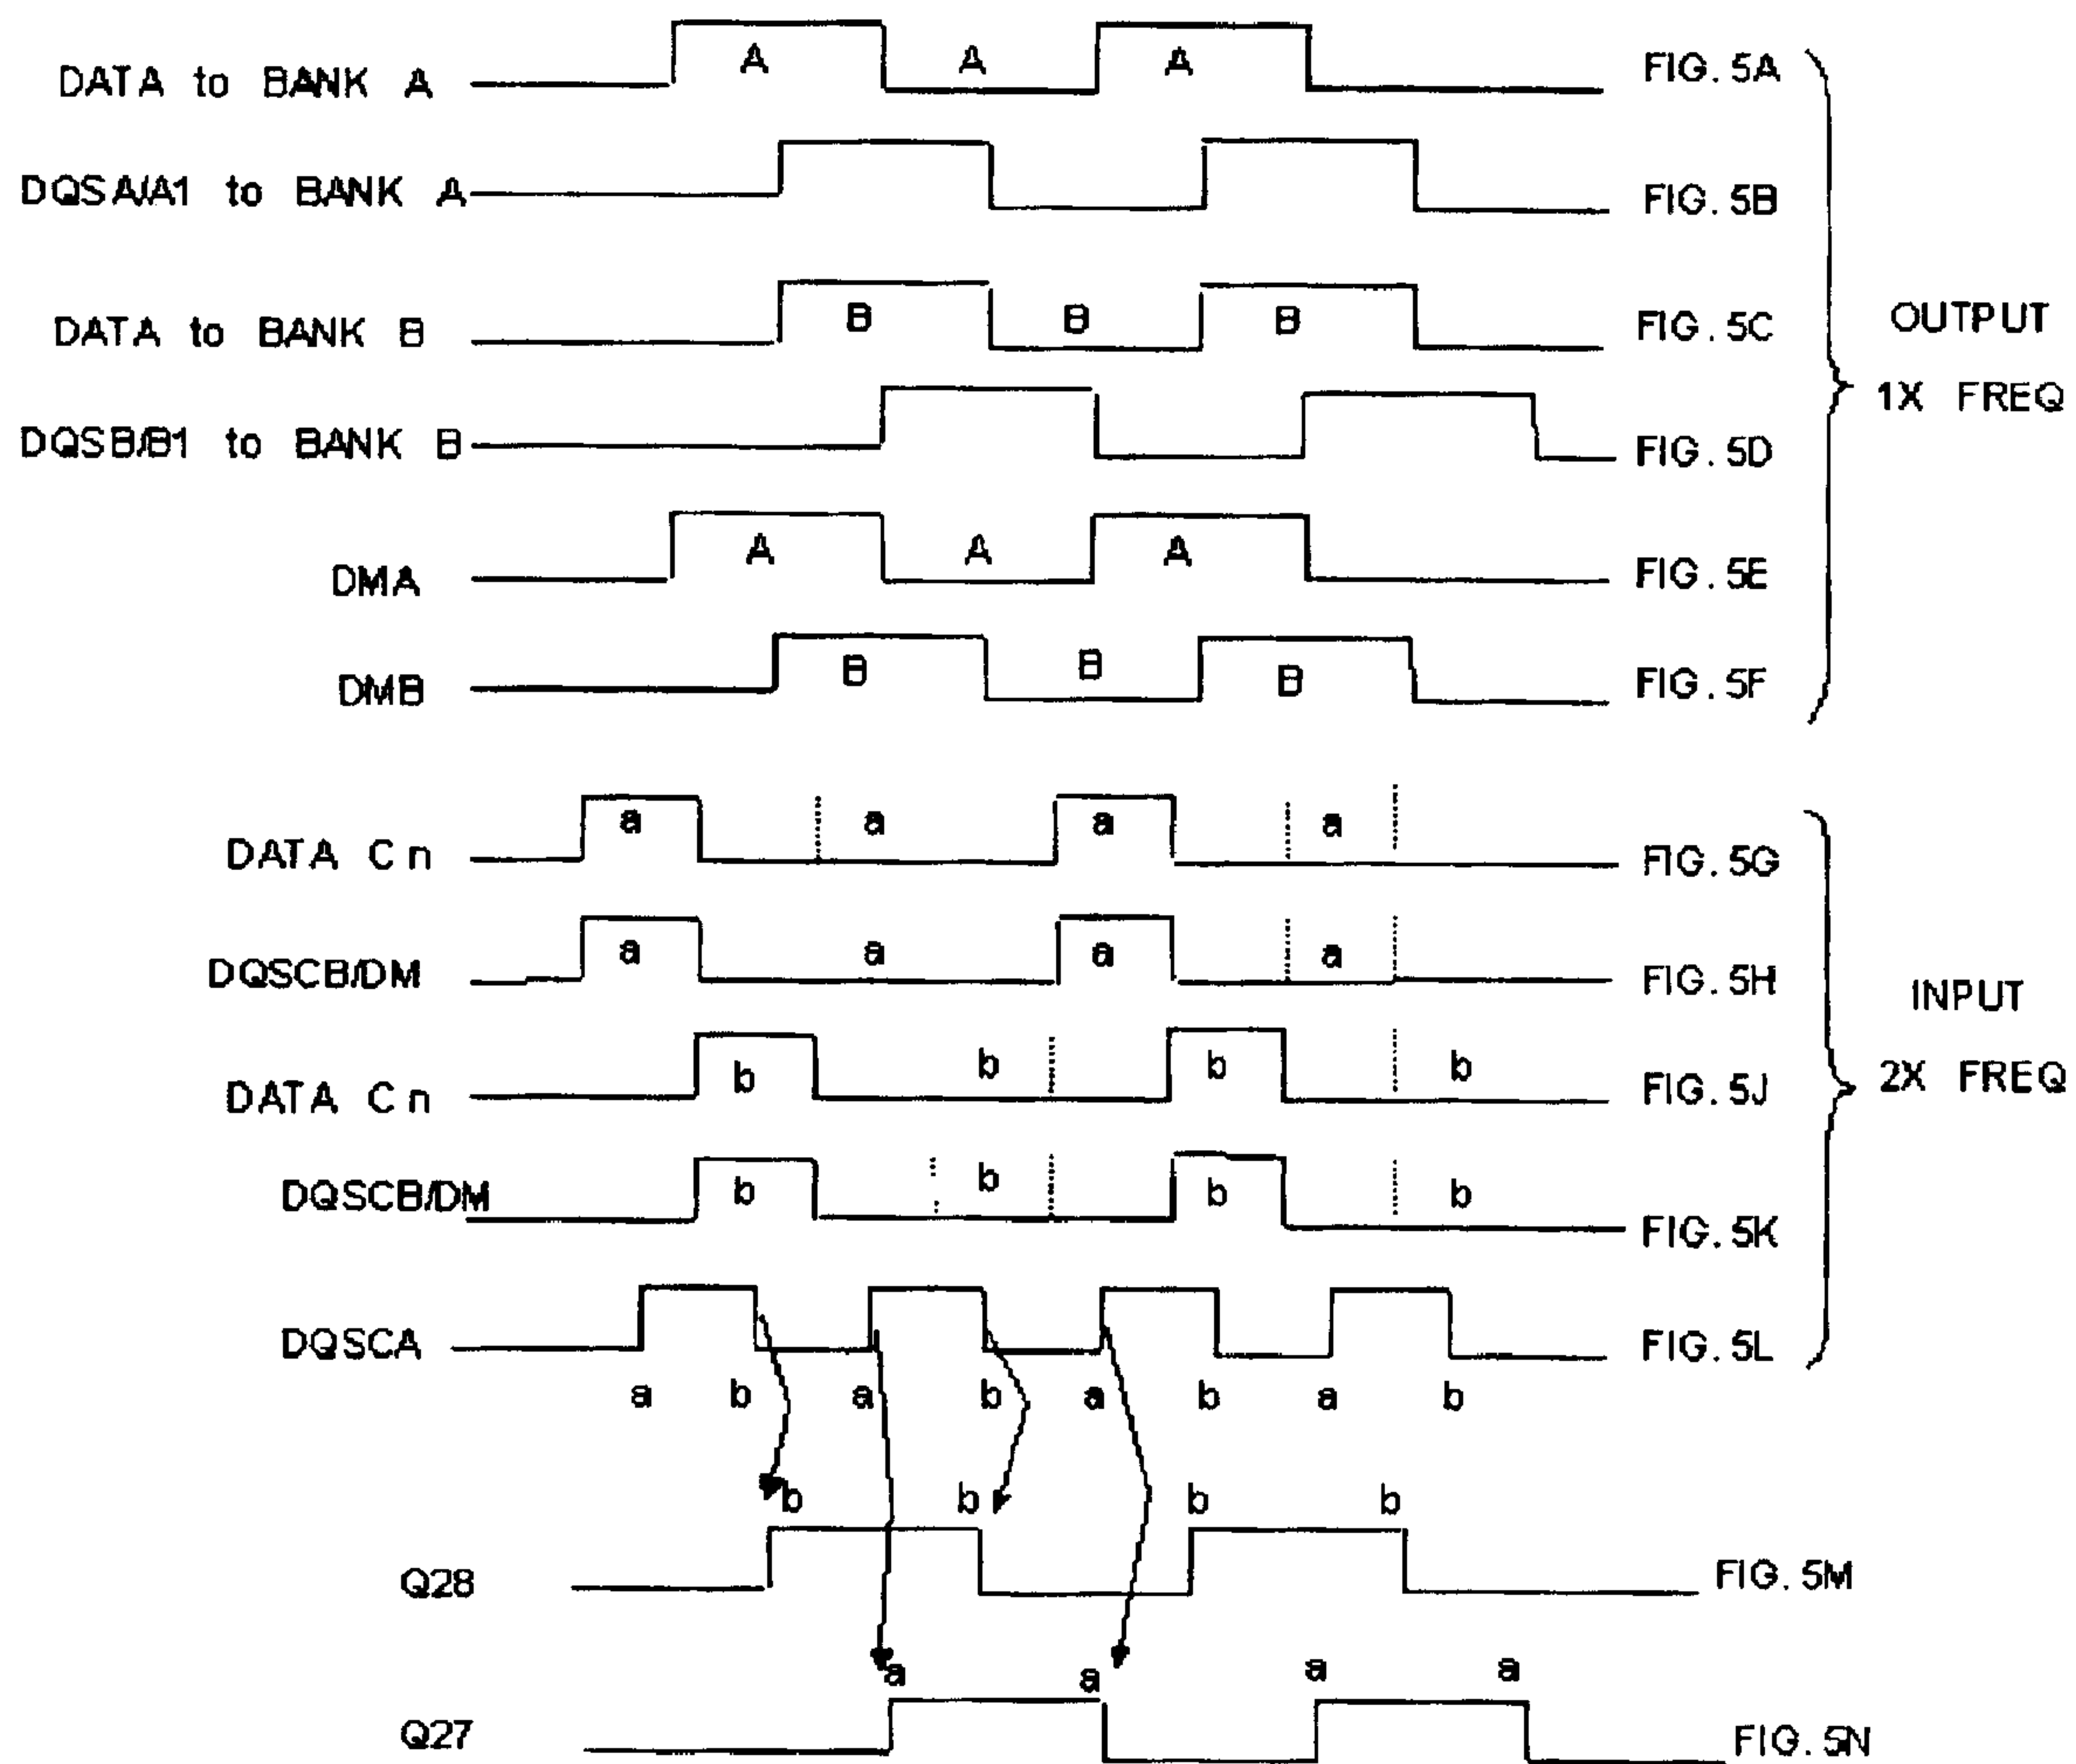 DATA to BANK A A A A FIG.5A
DQSA/A1 to BANK A FIG.5B
DATA to BANK B B B B FIG.5C
OUTPUT
1X FREQ
DQSB/B1 to BANK B FIG.5D
DMA A A A FIG.5E
DMB B B B FIG.5F
DATA Cn a a a a FIG.5G
DQSCB/DM a a a a FIG.5H
INPUT
2X FREQ
DATA Cn b b b b FIG.5J
DQSCB/DM b b b b FIG.5K
DQSCA FIG.5L
a b a b a b a b
b b b b
Q28 FIG.5M
a a a a
Q27 FIG.5N